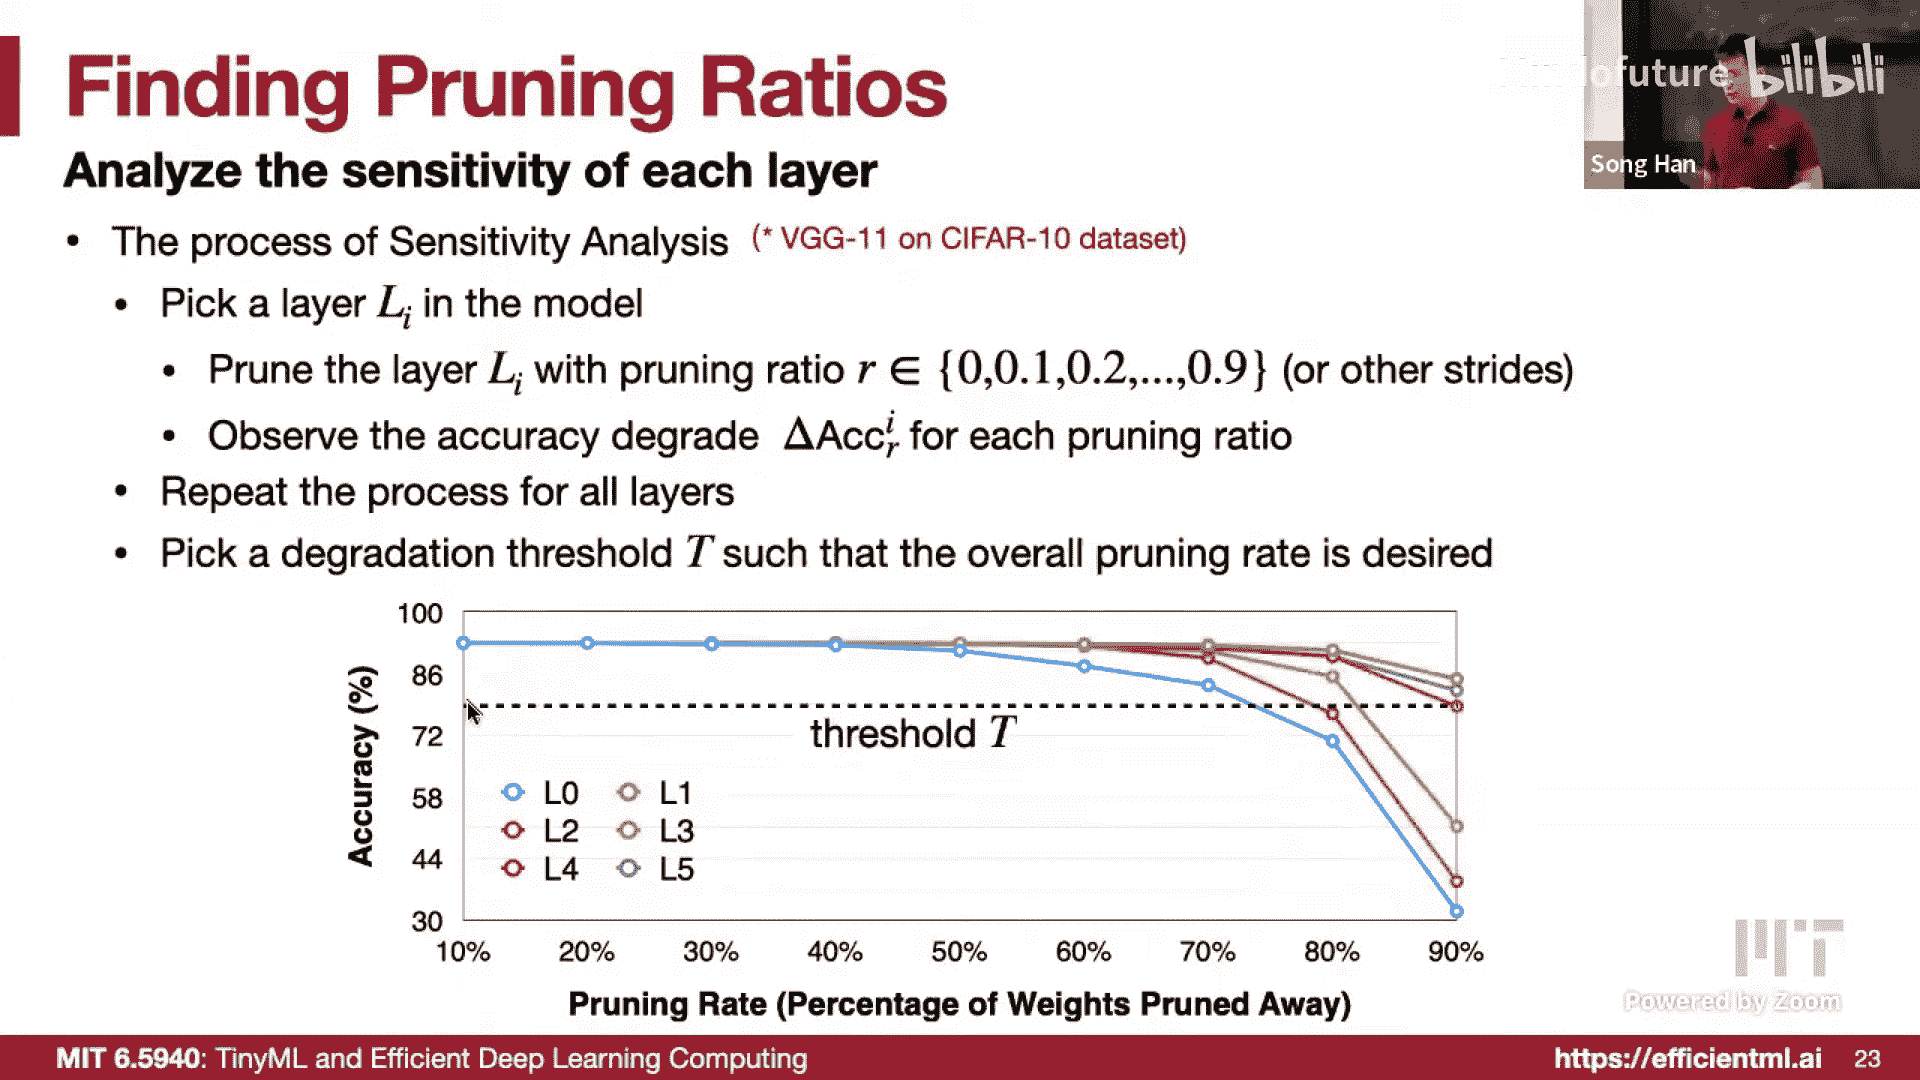 Finding Pruning Ratios
Analyze the sensitivity of each layer
• The process of Sensitivity Analysis (* VGG-11 on CIFAR-10 dataset)
• Pick a layer Lᵢ in the model
• Prune the layer Lᵢ with pruning ratio r ∈ {0,0.1,0.2,...,0.9} (or other strides)
• Observe the accuracy degrade ΔAccᵣⁱ for each pruning ratio
• Repeat the process for all layers
• Pick a degradation threshold T such that the overall pruning rate is desired
ofuture bilibili
Song Han
Accuracy (%)
100
86
72
58
44
30
threshold T
L0 L1
L2 L3
L4 L5
10% 20% 30% 40% 50% 60% 70% 80% 90%
Pruning Rate (Percentage of Weights Pruned Away)
MIT
Powered by Zoom
MIT 6.5940: TinyML and Efficient Deep Learning Computing
https://efficientml.ai 23